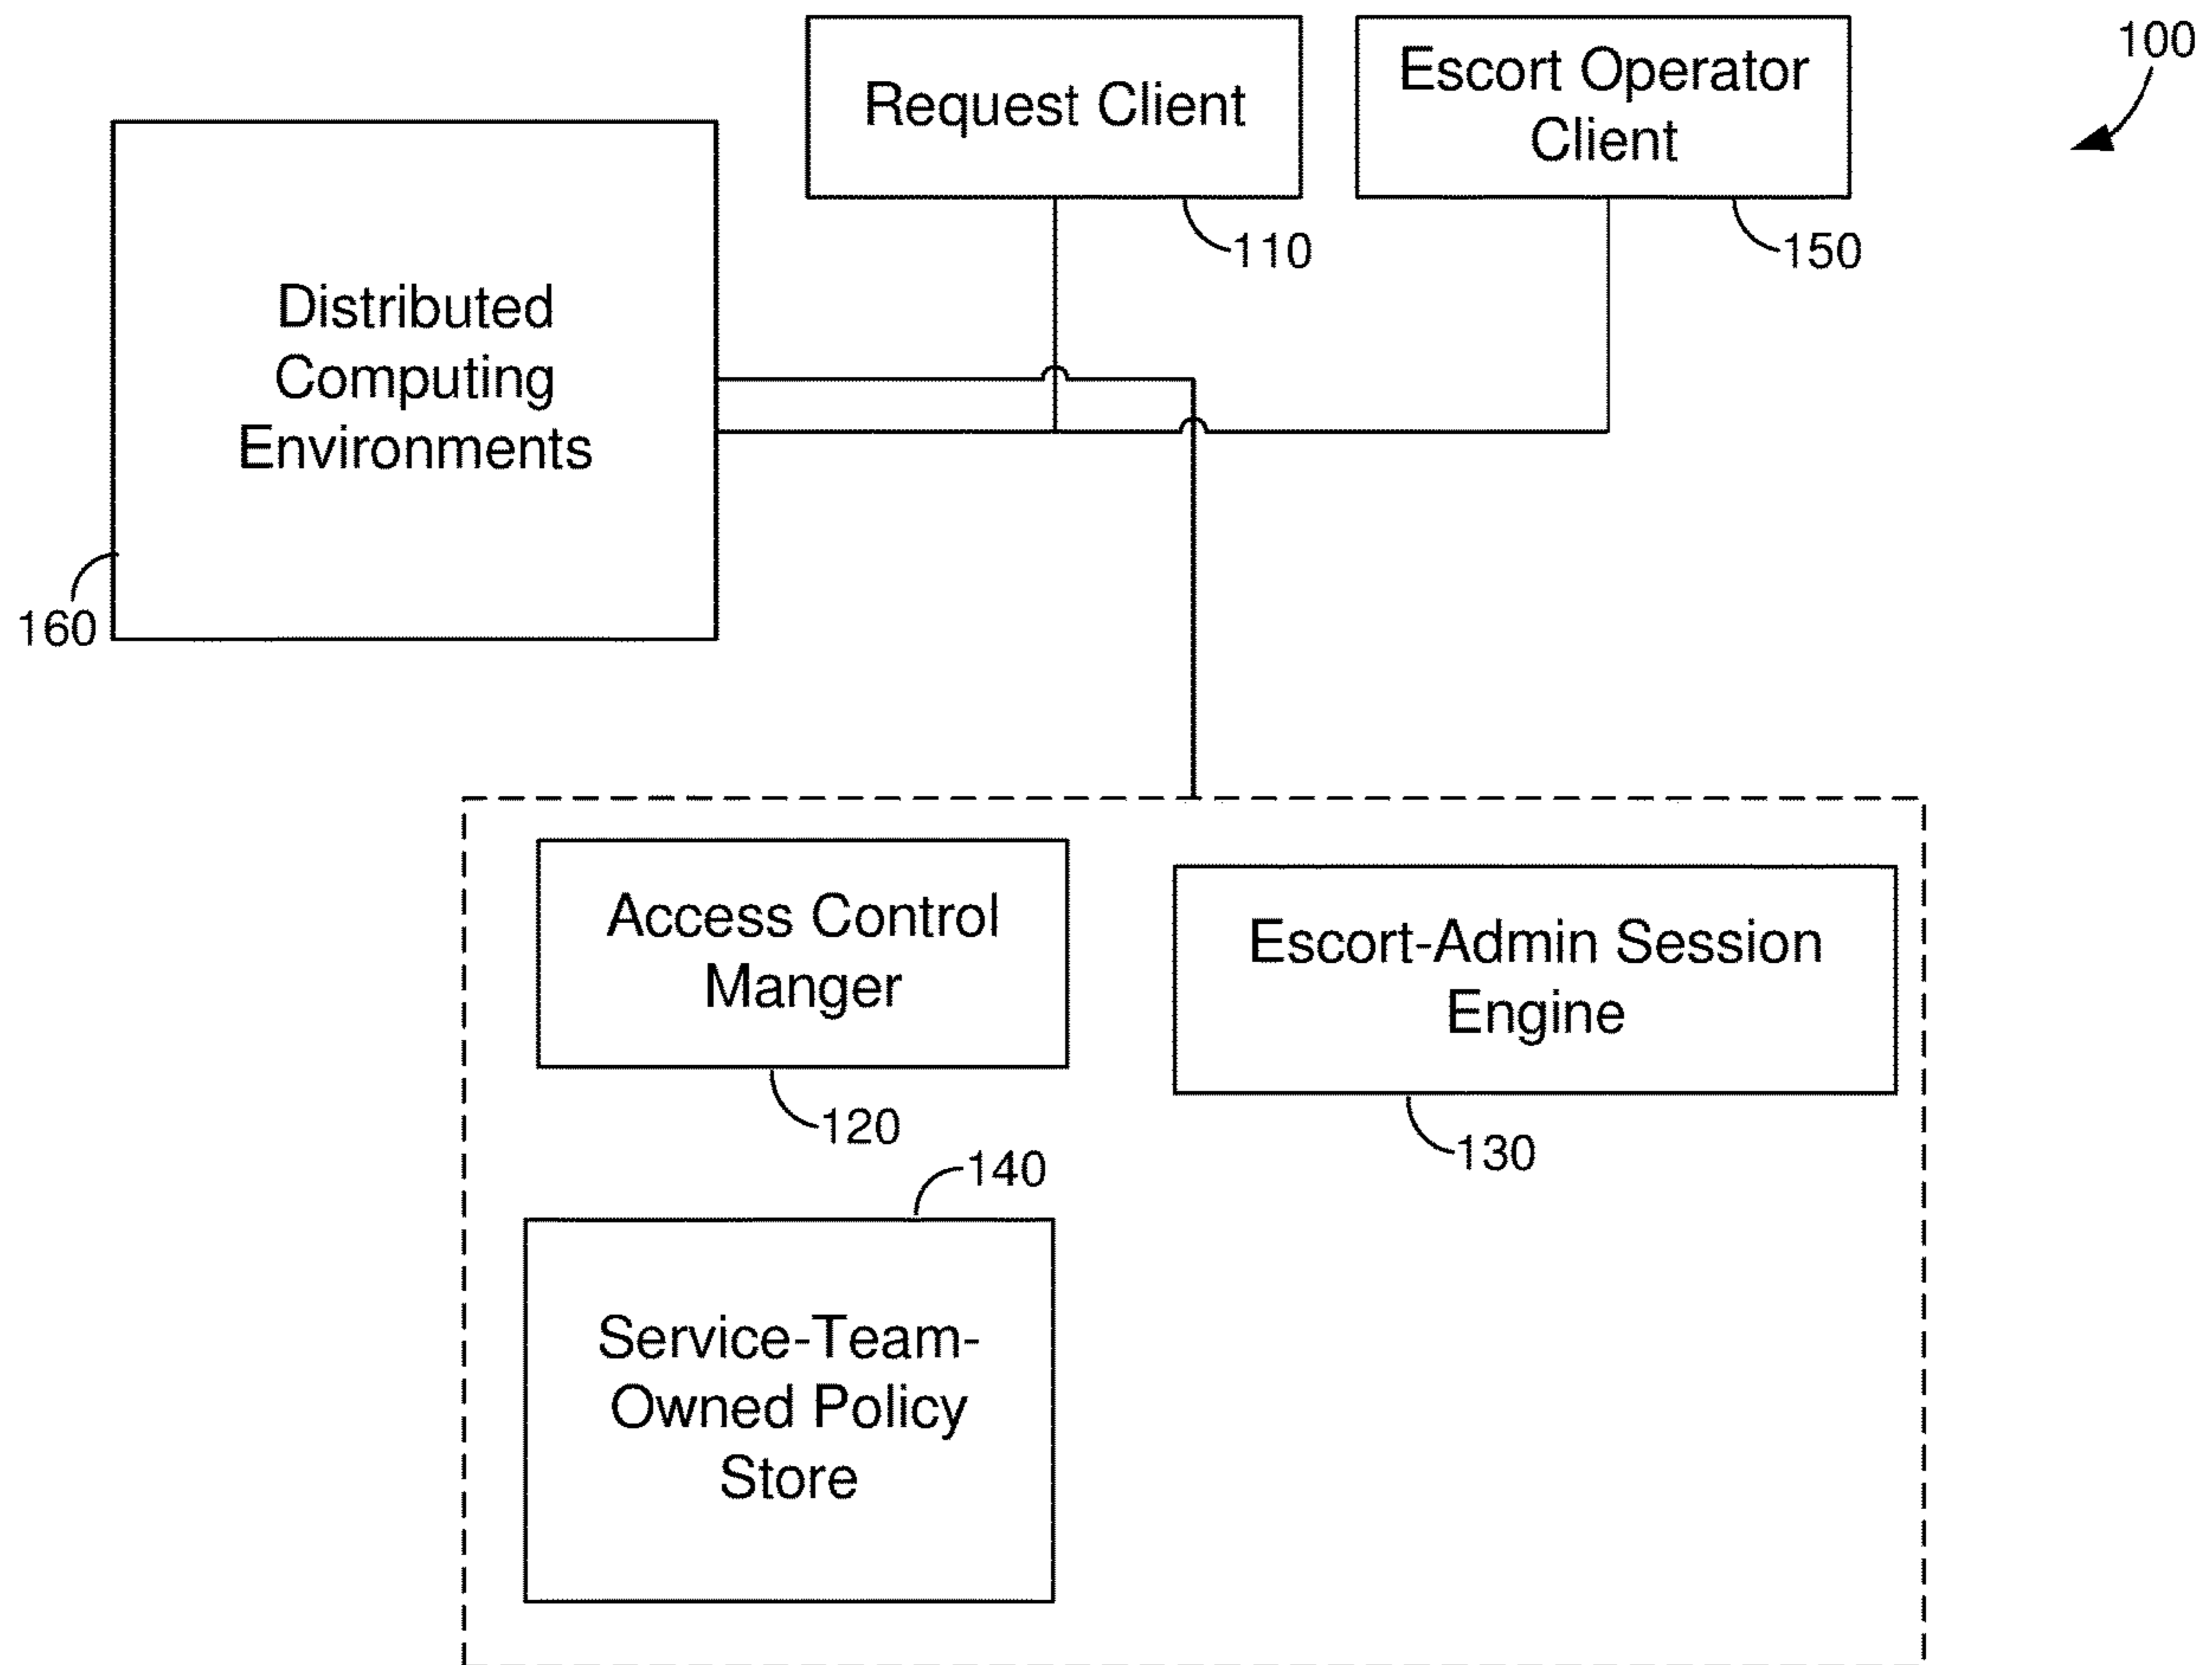 100
Request Client
110
Escort Operator
Client
150
Distributed
Computing
Environments
160
Access Control
Manger
120
Escort-Admin Session
Engine
130
140
Service-Team-
Owned Policy
Store